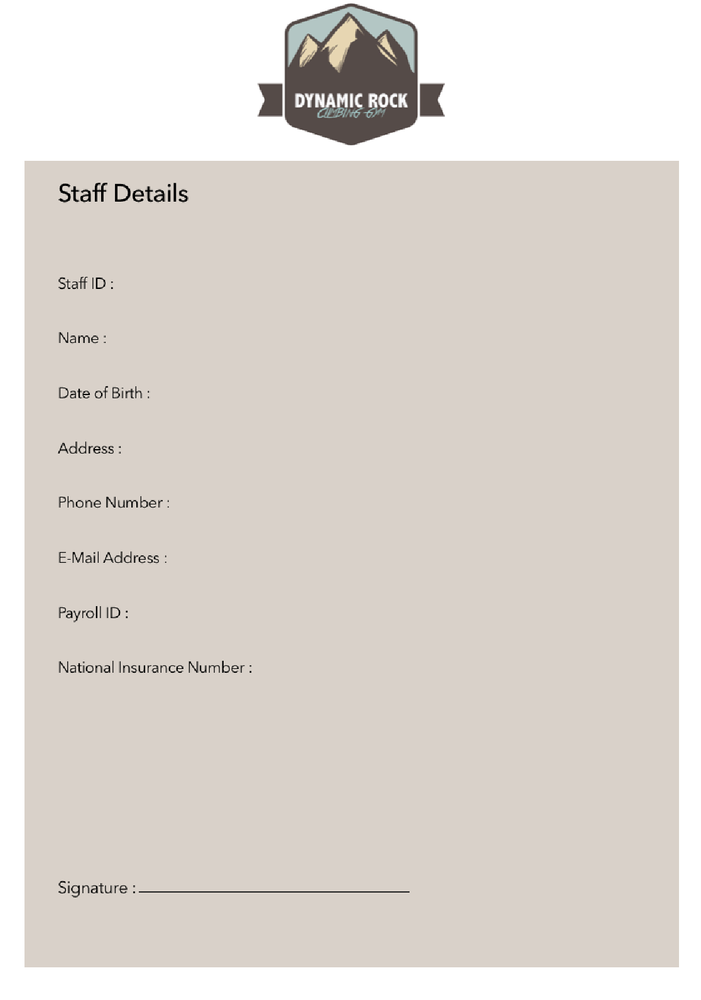 DYNAMIC ROCK
CLIMBING GYM
Staff Details
Staff ID :
Name :
Date of Birth :
Address :
Phone Number :
E-Mail Address :
Payroll ID :
National Insurance Number :
Signature :